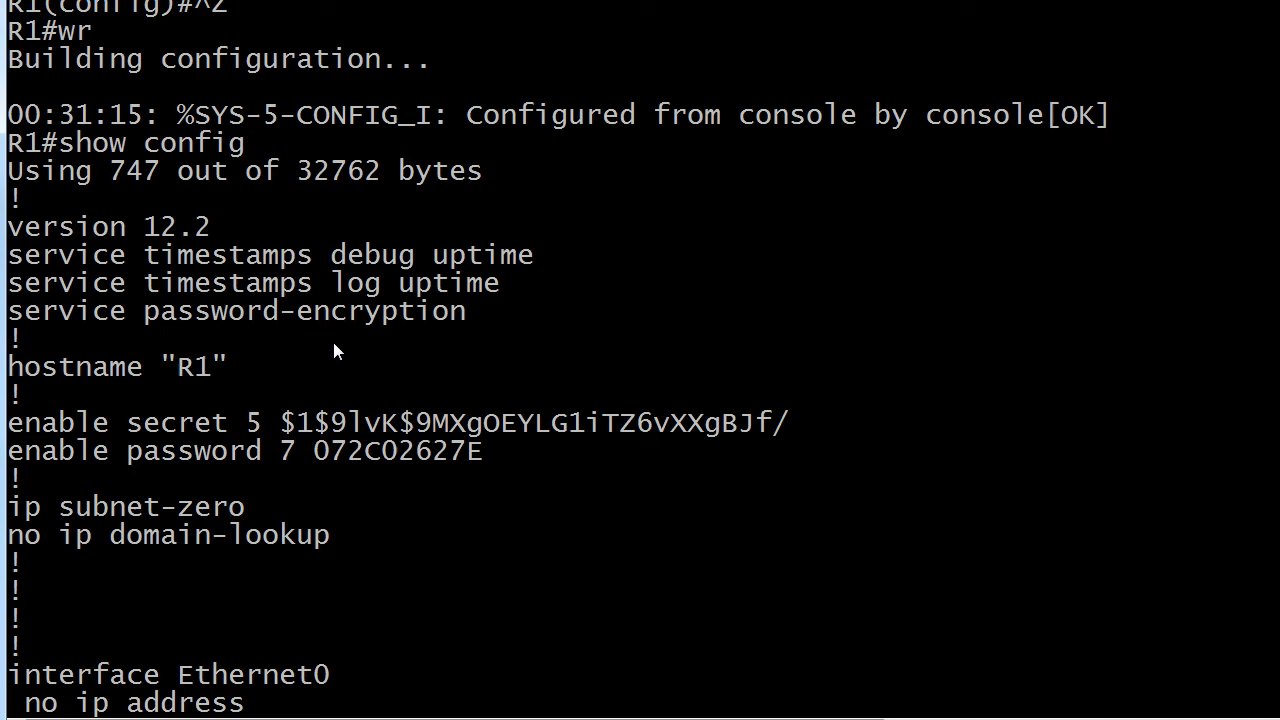 R1(config)#^Z
R1#wr
Building configuration...
00:31:15: %SYS-5-CONFIG_I: Configured from console by console[OK]
R1#show config
Using 747 out of 32762 bytes
!
version 12.2
service timestamps debug uptime
service timestamps log uptime
service password-encryption
!
hostname "R1"
!
enable secret 5 $1$9lvK$9MXgOEYLG1iTZ6vXXgBJf/
enable password 7 072C02627E
!
ip subnet-zero
no ip domain-lookup
!
!
!
!
interface Ethernet0
 no ip address